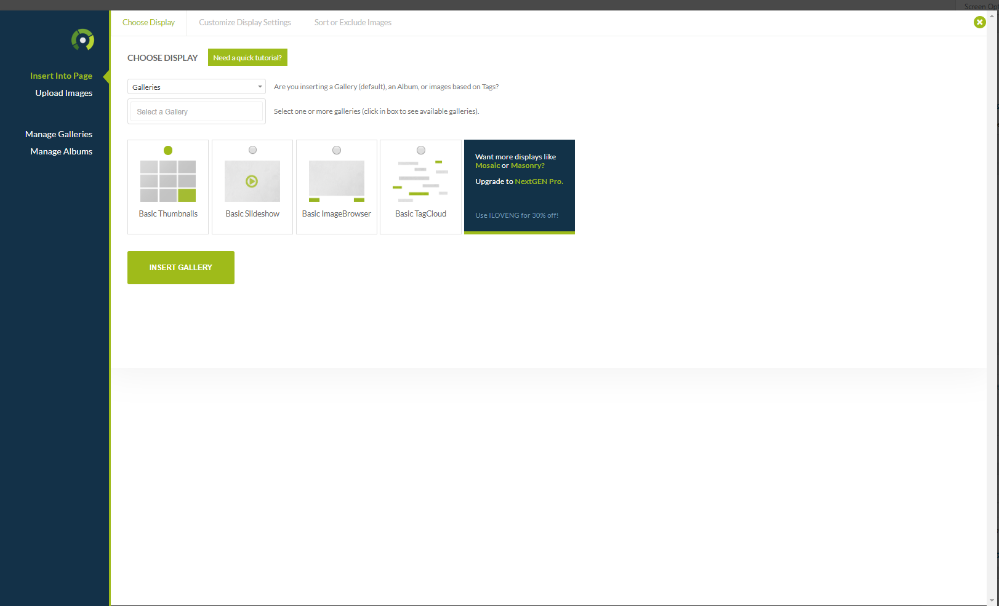 Screen Opt
Choose Display
Customize Display Settings
Sort or Exclude Images
Insert Into Page
Upload Images
Manage Galleries
Manage Albums
CHOOSE DISPLAY
Need a quick tutorial?
Galleries
Are you inserting a Gallery (default), an Album, or images based on Tags?
Select a Gallery
Select one or more galleries (click in box to see available galleries).
Basic Thumbnails
Basic Slideshow
Basic ImageBrowser
Basic TagCloud
Want more displays like
Mosaic or Masonry?
Upgrade to NextGEN Pro.
Use ILOVENG for 30% off!
INSERT GALLERY